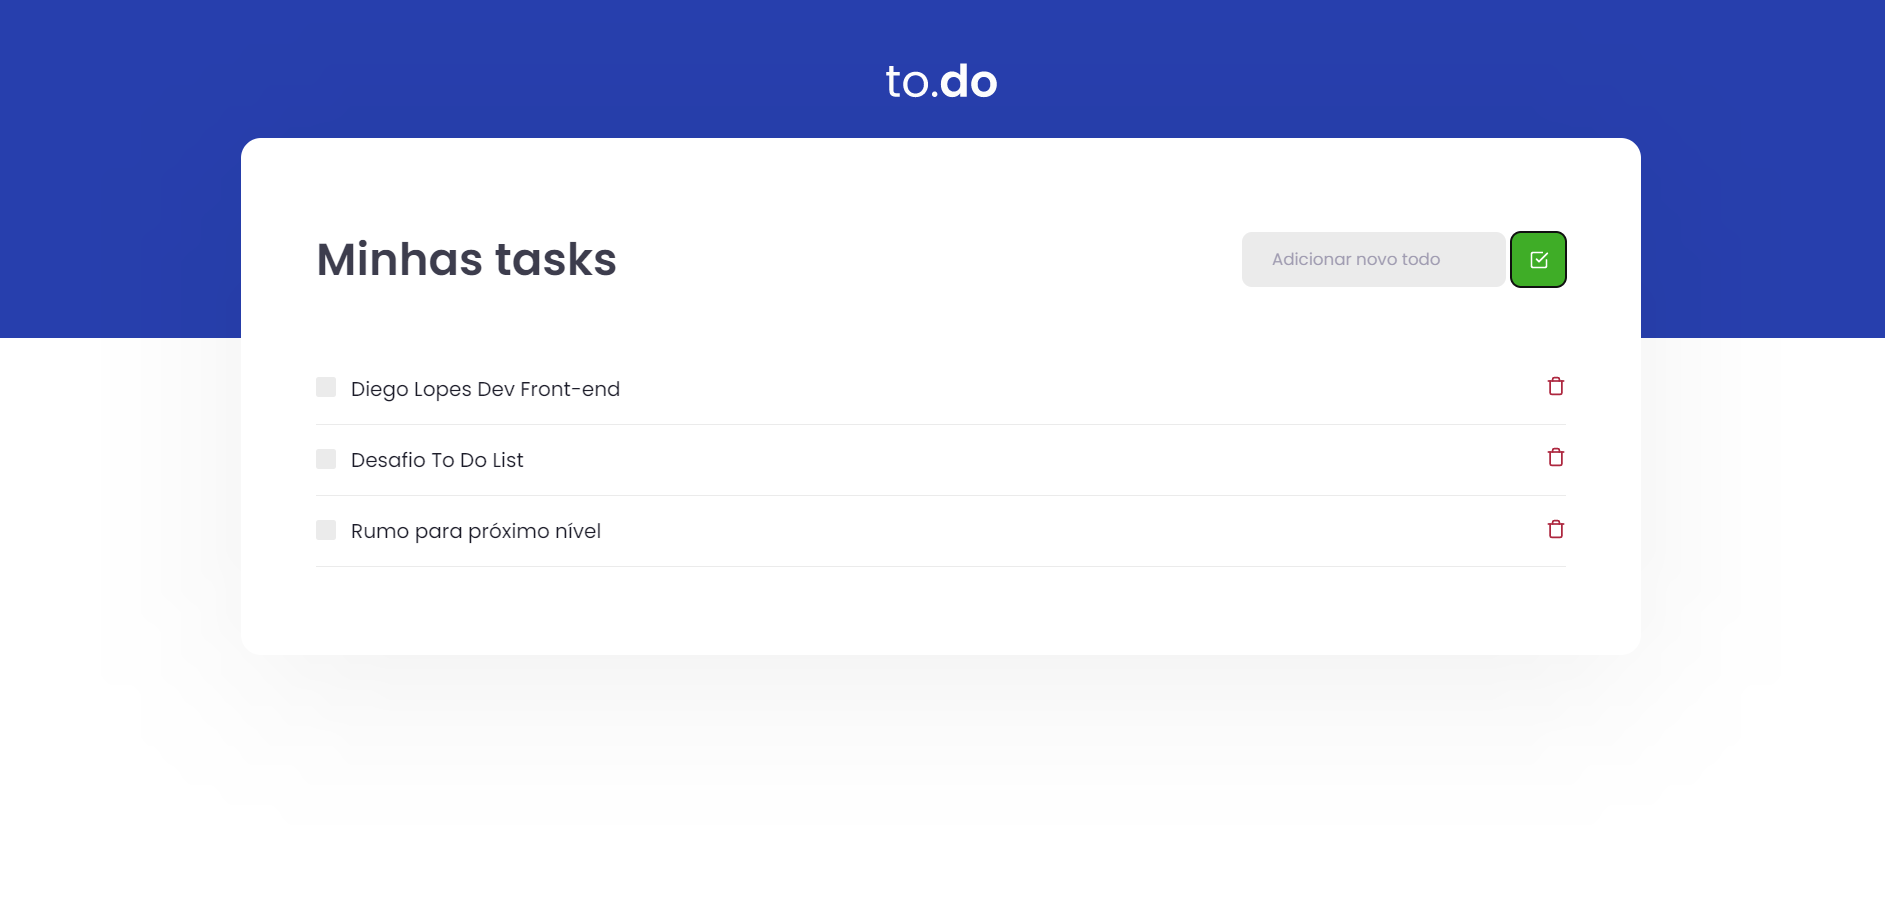 to.do
Minhas tasks
Adicionar novo todo
Diego Lopes Dev Front-end
Desafio To Do List
Rumo para próximo nível